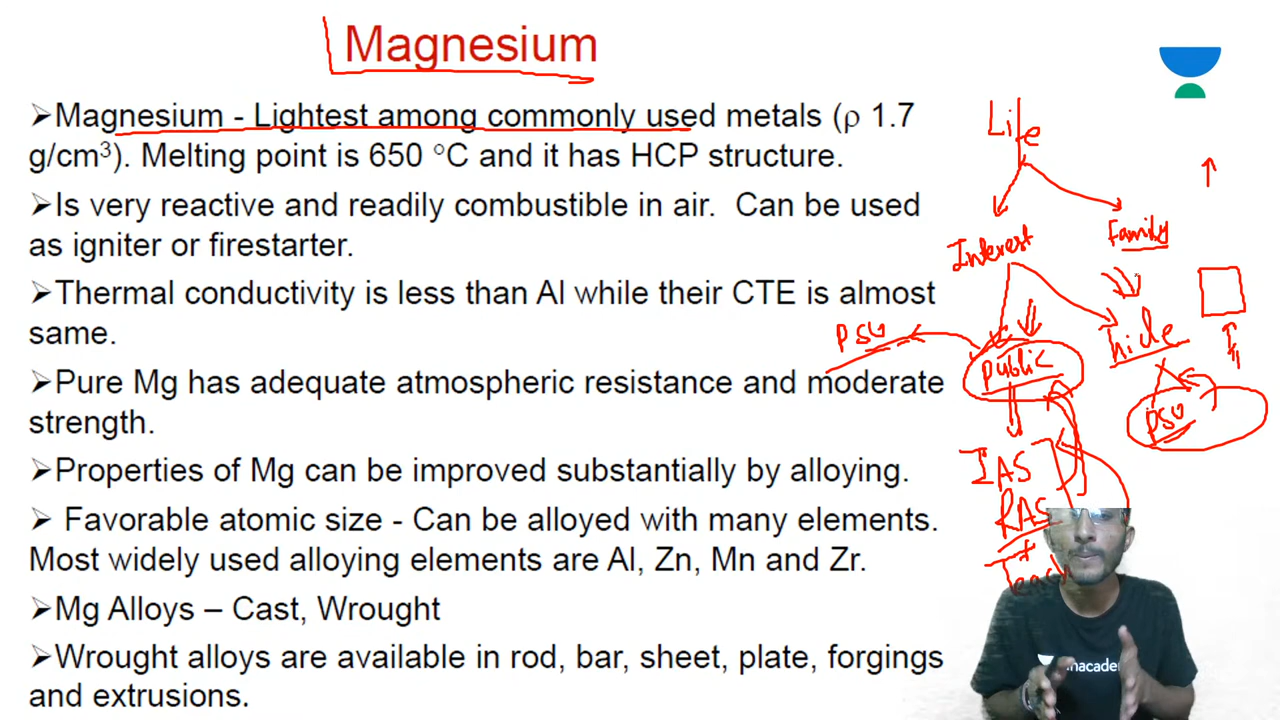 Magnesium
➢Magnesium - Lightest among commonly used metals (ρ 1.7
g/cm³). Melting point is 650 °C and it has HCP structure.
➢Is very reactive and readily combustible in air. Can be used
as igniter or firestarter.
➢Thermal conductivity is less than Al while their CTE is almost
same.
➢Pure Mg has adequate atmospheric resistance and moderate
strength.
➢Properties of Mg can be improved substantially by alloying.
➢ Favorable atomic size - Can be alloyed with many elements.
Most widely used alloying elements are Al, Zn, Mn and Zr.
➢Mg Alloys – Cast, Wrought
➢Wrought alloys are available in rod, bar, sheet, plate, forgings
and extrusions.
Life
Interest
Family
PSU
public
hide
PSU
IAS
RAS
Teach
nacade